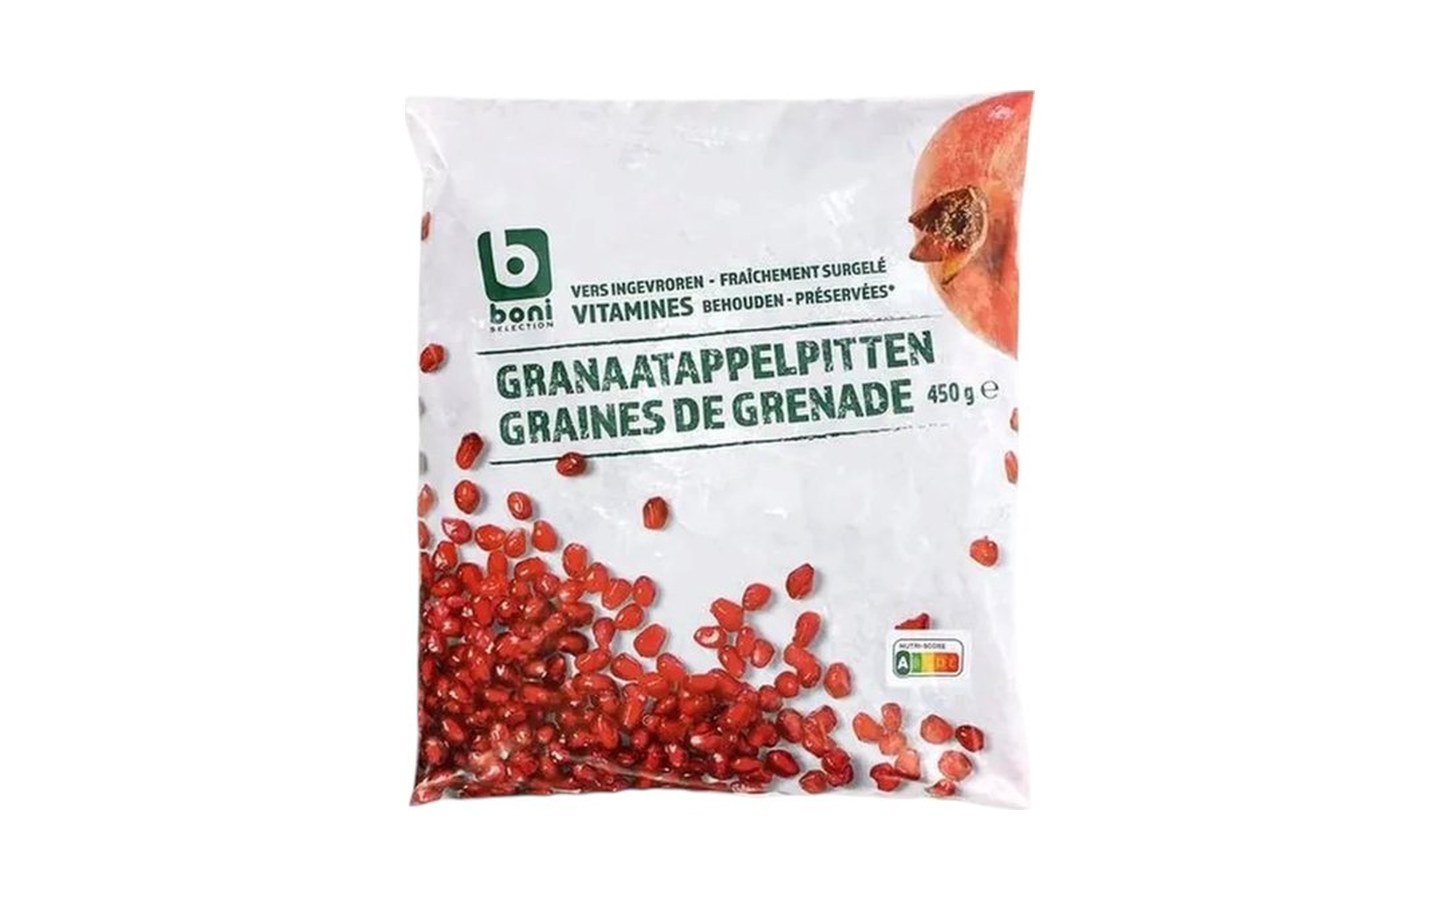 b
boni
SELECTION
VERS INGEVROREN - FRAÎCHEMENT SURGELÉ
VITAMINES BEHOUDEN - PRÉSERVÉES*
GRANAATAPPELPITTEN
GRAINES DE GRENADE 450 g ℮
NUTRI-SCORE
A B C D E